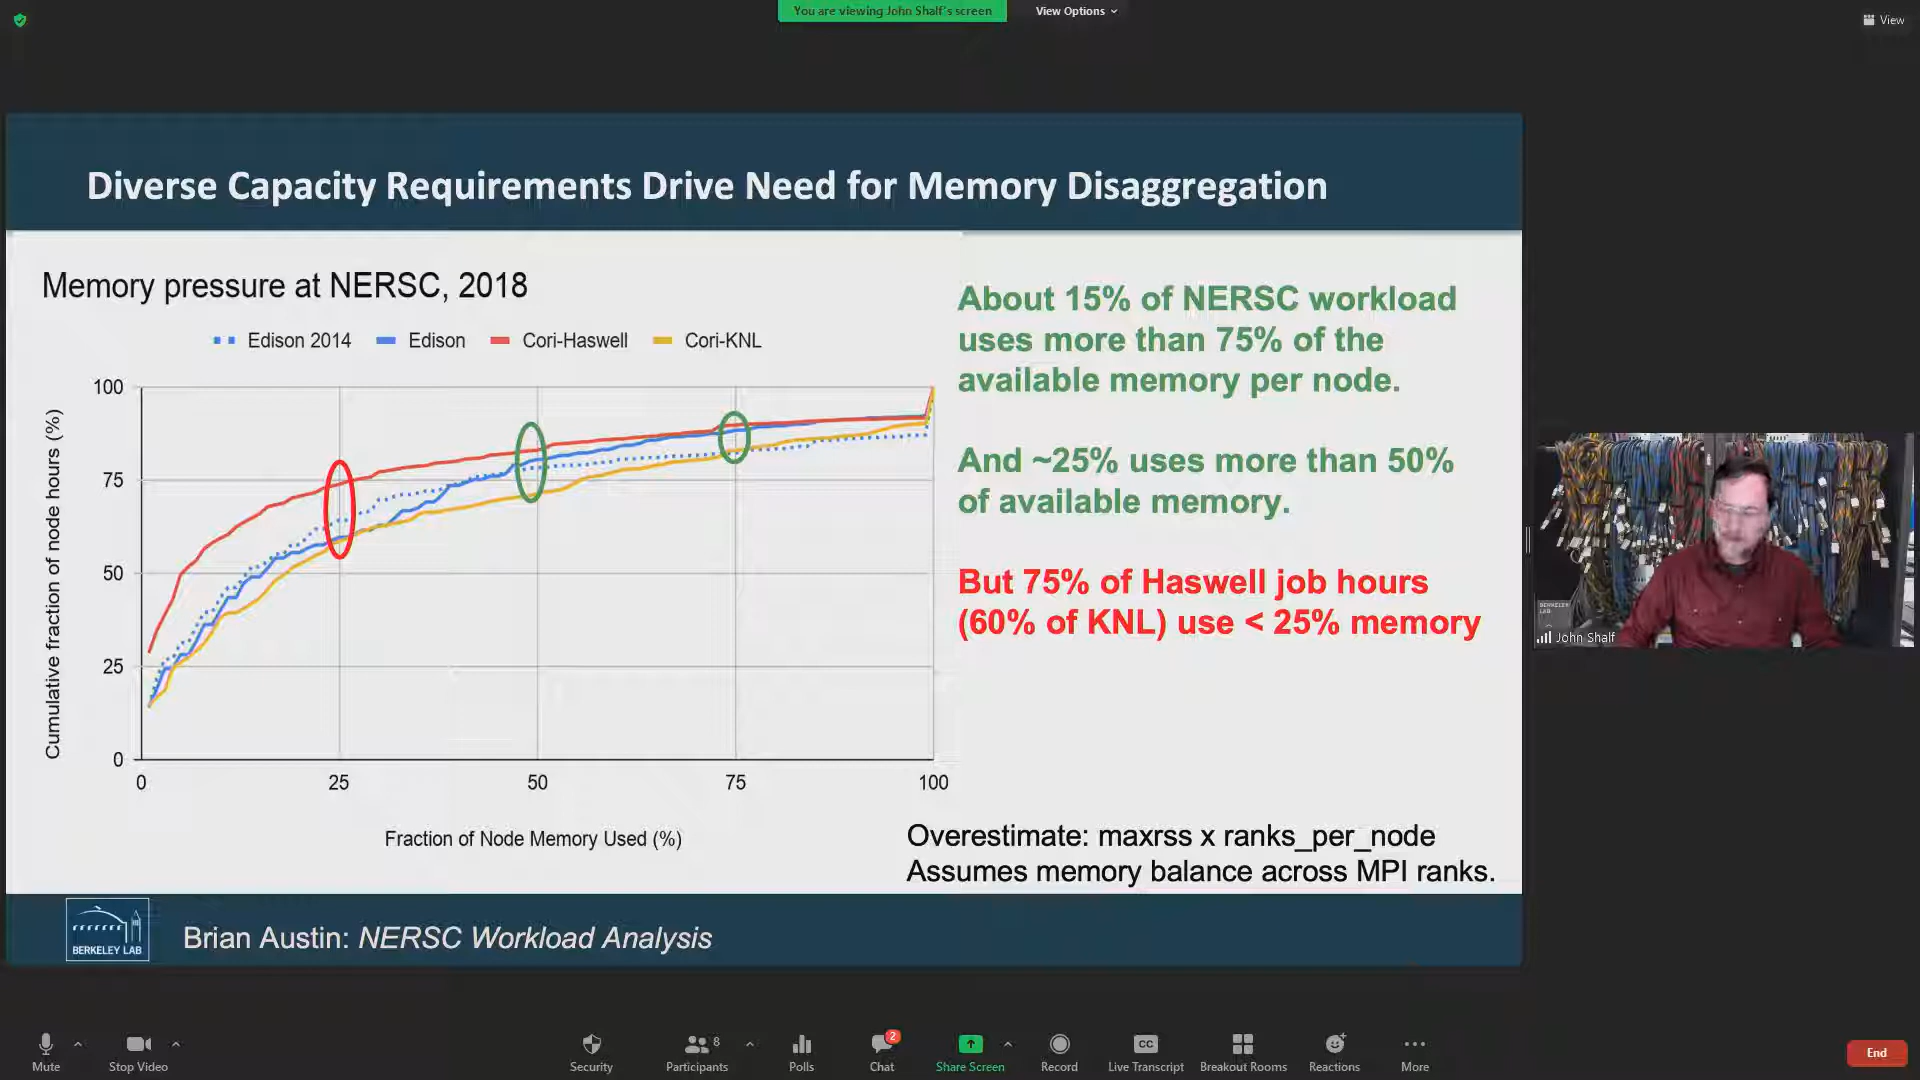 You are viewing John Shalf's screen
View Options
View
Diverse Capacity Requirements Drive Need for Memory Disaggregation
Memory pressure at NERSC, 2018
Edison 2014 Edison Cori-Haswell Cori-KNL
100
75
50
25
0
Cumulative fraction of node hours (%)
0 25 50 75 100
Fraction of Node Memory Used (%)
About 15% of NERSC workload
uses more than 75% of the
available memory per node.
And ~25% uses more than 50%
of available memory.
But 75% of Haswell job hours
(60% of KNL) use < 25% memory
Overestimate: maxrss x ranks_per_node
Assumes memory balance across MPI ranks.
BERKELEY LAB
Brian Austin: NERSC Workload Analysis
BERKELEY
LAB
John Shalf
Mute
Stop Video
Security
8
Participants
Polls
2
Chat
Share Screen
Record
CC
Live Transcript
Breakout Rooms
Reactions
More
End